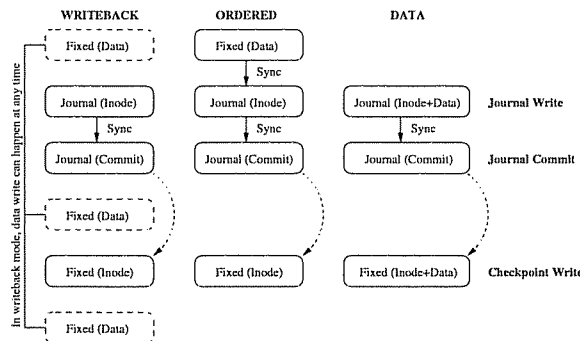 WRITEBACK ORDERED DATA
Fixed (Data) Fixed (Data)
Sync
Journal (Inode) Journal (Inode) Journal (Inode+Data) Journal Write
Sync Sync Sync
Journal (Commit) Journal (Commit) Journal (Commit) Journal Commit
Fixed (Data)
Fixed (Inode) Fixed (Inode) Fixed (Inode+Data) Checkpoint Write
Fixed (Data)
In writeback mode, data write can happen at any time